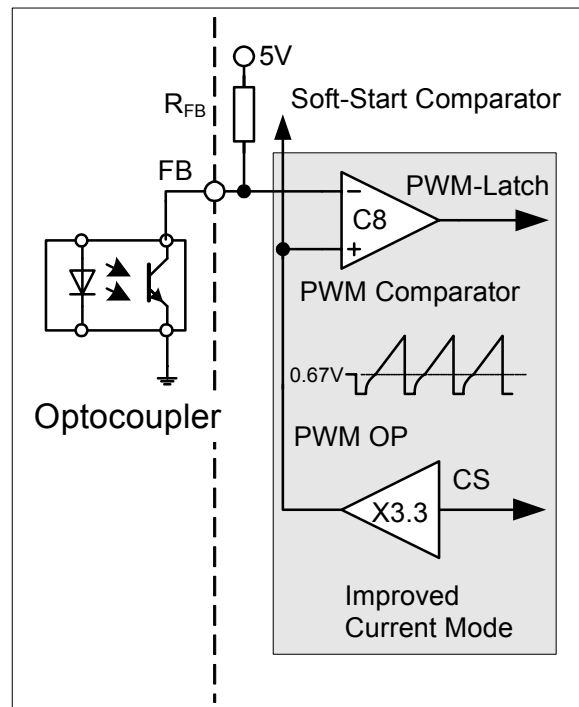 5V
RFB
Soft-Start Comparator
FB
PWM-Latch
−
C8
+
PWM Comparator
0.67V
Optocoupler
PWM OP
CS
X3.3
Improved
Current Mode